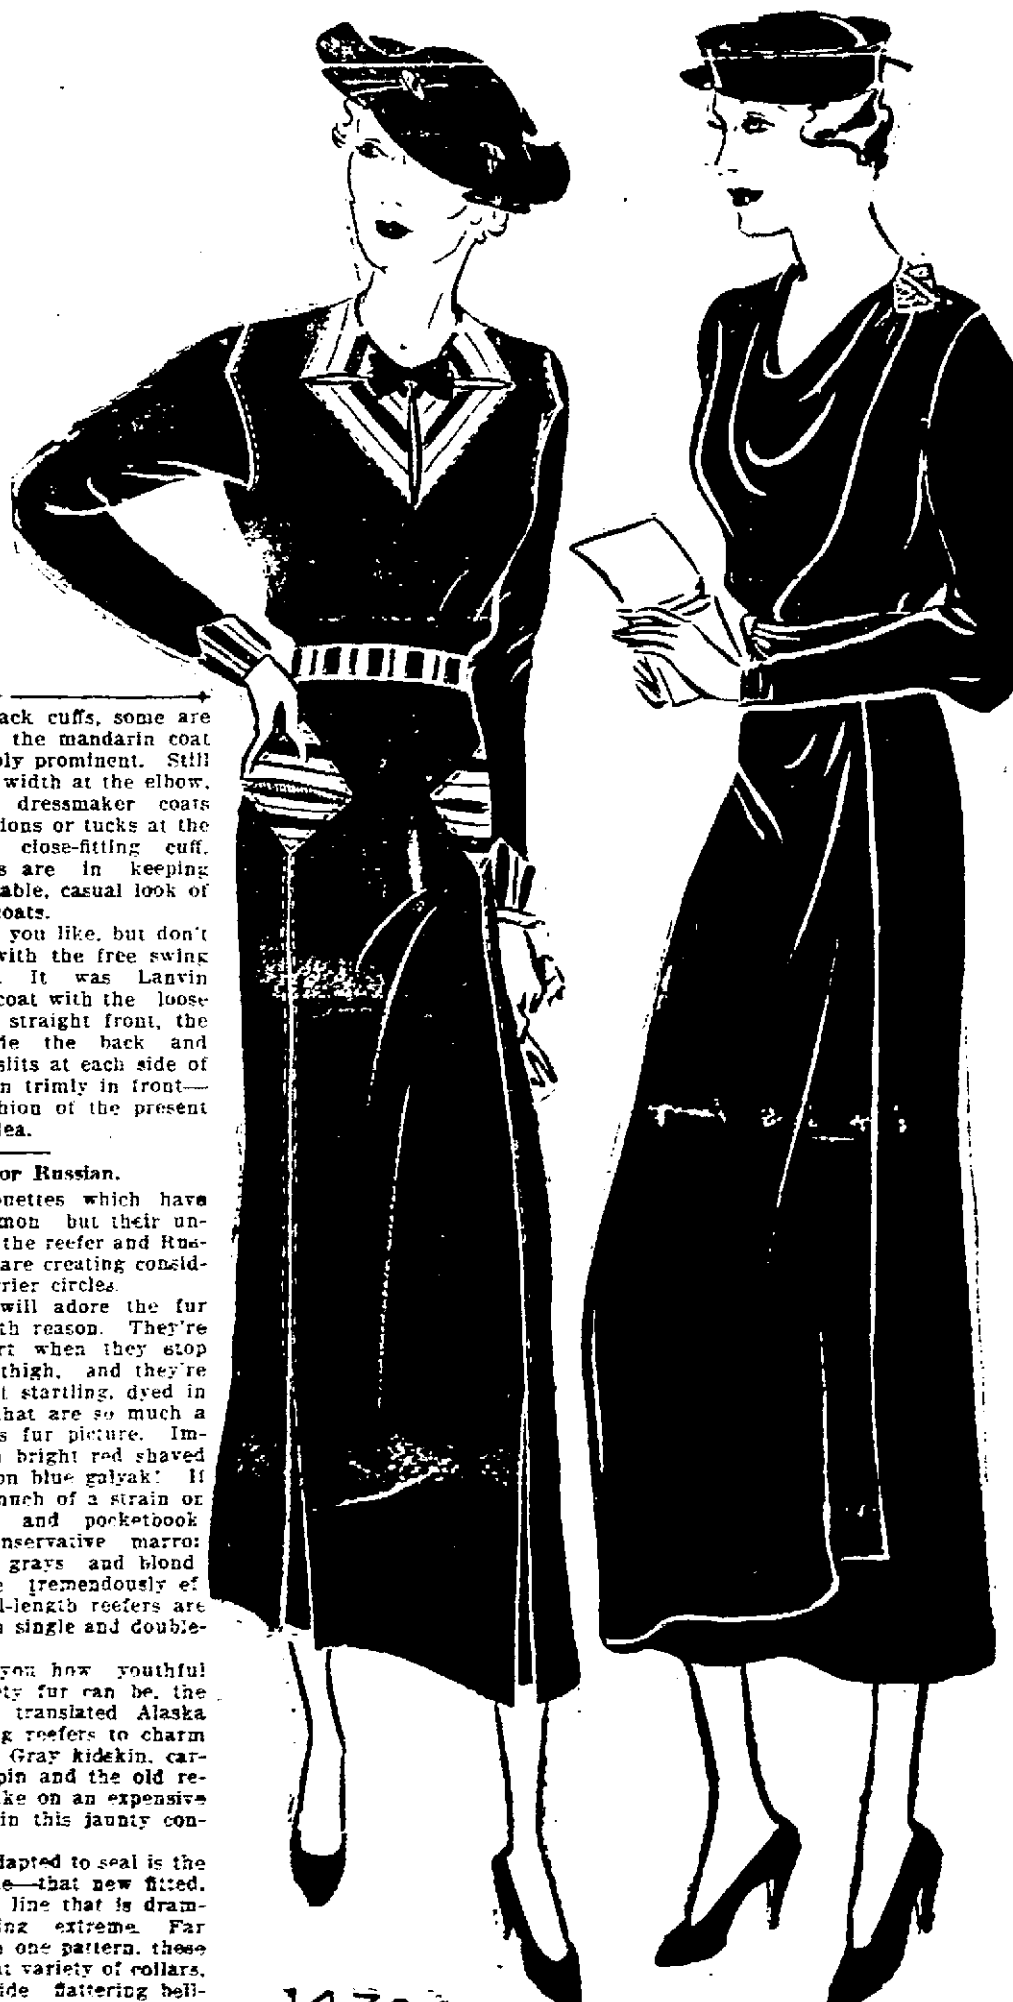 ack cuffs, some are
the mandarin coat
bly prominent. Still
width at the elbow,
dressmaker coats
ions or tucks at the
close-fitting cuff.
s are in keeping
able, casual look of
coats.
you like, but don't
with the free swing
. It was Lanvin
coat with the loose
straight front, the
de the back and
slits at each side of
n trimly in front—
hion of the present
dea.
or Russian.
ouettes which have
mon but their un-
the reefer and Rus-
are creating consid-
rrier circles.
will adore the fur
th reason. They're
rt when they stop
thigh, and they're
t startling, dyed in
that are so much a
s fur picture. Im-
bright red shaved
on blue galyak! If
much of a strain or
and pocketbook
nservative marmot
grays and blond
e tremendously ef
l-length reefers are
n single and double-
you how youthful
ety fur can be, the
translated Alaska
g reefers to charm
Gray kidskin, car-
pin and the old re-
ke on an expensive
in this jaunty con-
dapted to seal is the
e—that new fitted,
line that is dram-
ing extreme. Far
one pattern, these
at variety of collars,
ide flattering bell-